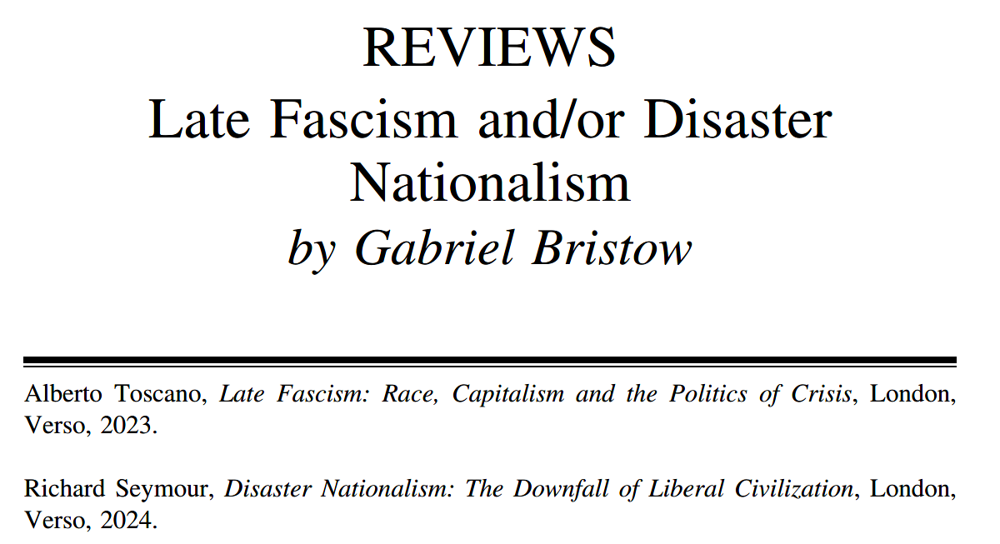 REVIEWS
Late Fascism and/or Disaster
Nationalism
by Gabriel Bristow
Alberto Toscano, Late Fascism: Race, Capitalism and the Politics of Crisis, London,
Verso, 2023.
Richard Seymour, Disaster Nationalism: The Downfall of Liberal Civilization, London,
Verso, 2024.